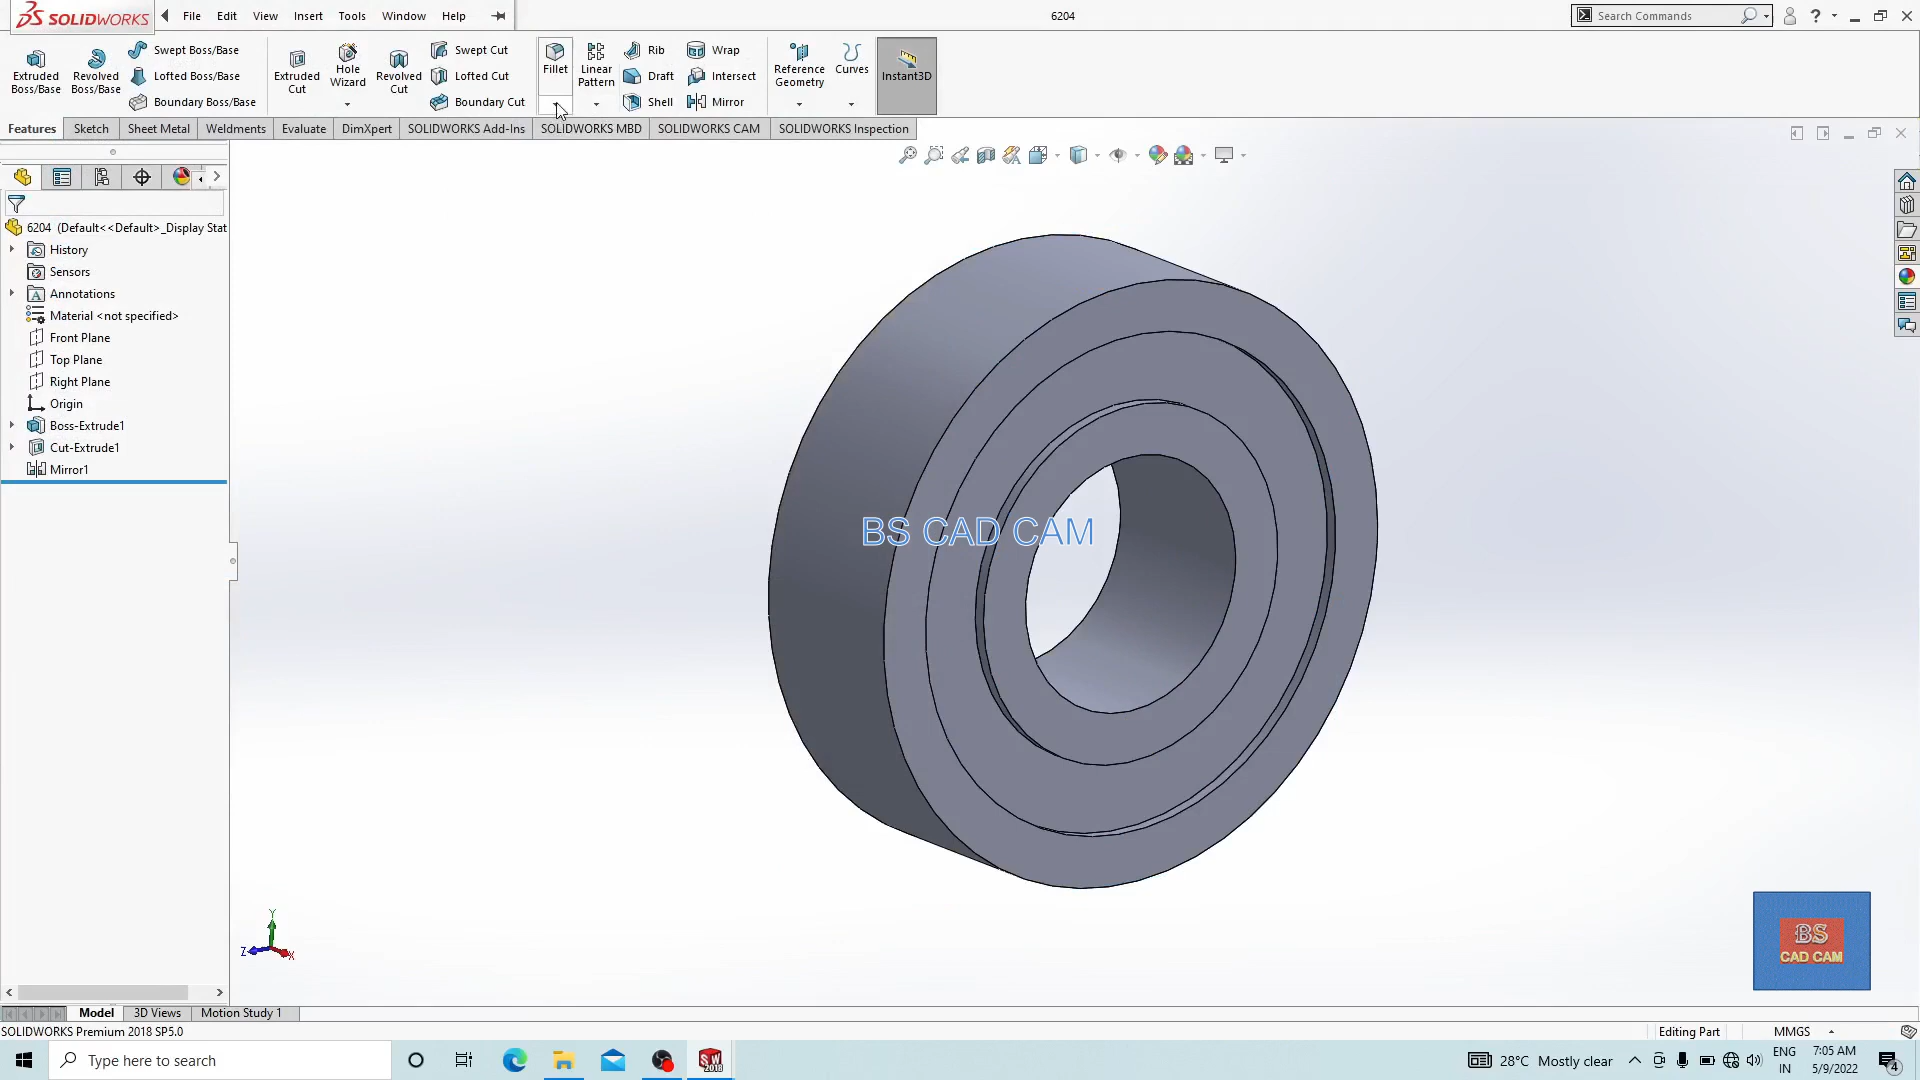 SOLIDWORKS File Edit View Insert Tools Window Help 6204 Search Commands ?
Extruded Boss/Base
Revolved Boss/Base
Swept Boss/Base
Lofted Boss/Base
Boundary Boss/Base
Extruded Cut
Hole Wizard
Revolved Cut
Swept Cut
Lofted Cut
Boundary Cut
Fillet
Linear Pattern
Rib
Draft
Shell
Wrap
Intersect
Mirror
Reference Geometry
Curves
Instant3D
Features Sketch Sheet Metal Weldments Evaluate DimXpert SOLIDWORKS Add-Ins SOLIDWORKS MBD SOLIDWORKS CAM SOLIDWORKS Inspection
6204 (Default<<Default>_Display Stat
History
Sensors
Annotations
Material <not specified>
Front Plane
Top Plane
Right Plane
Origin
Boss-Extrude1
Cut-Extrude1
Mirror1
BS CAD CAM
Y
Z
X
BS
CAD CAM
Model 3D Views Motion Study 1
SOLIDWORKS Premium 2018 SP5.0 Editing Part MMGS
Type here to search
SW
2018
28°C Mostly clear
ENG
IN
7:05 AM
5/9/2022
4